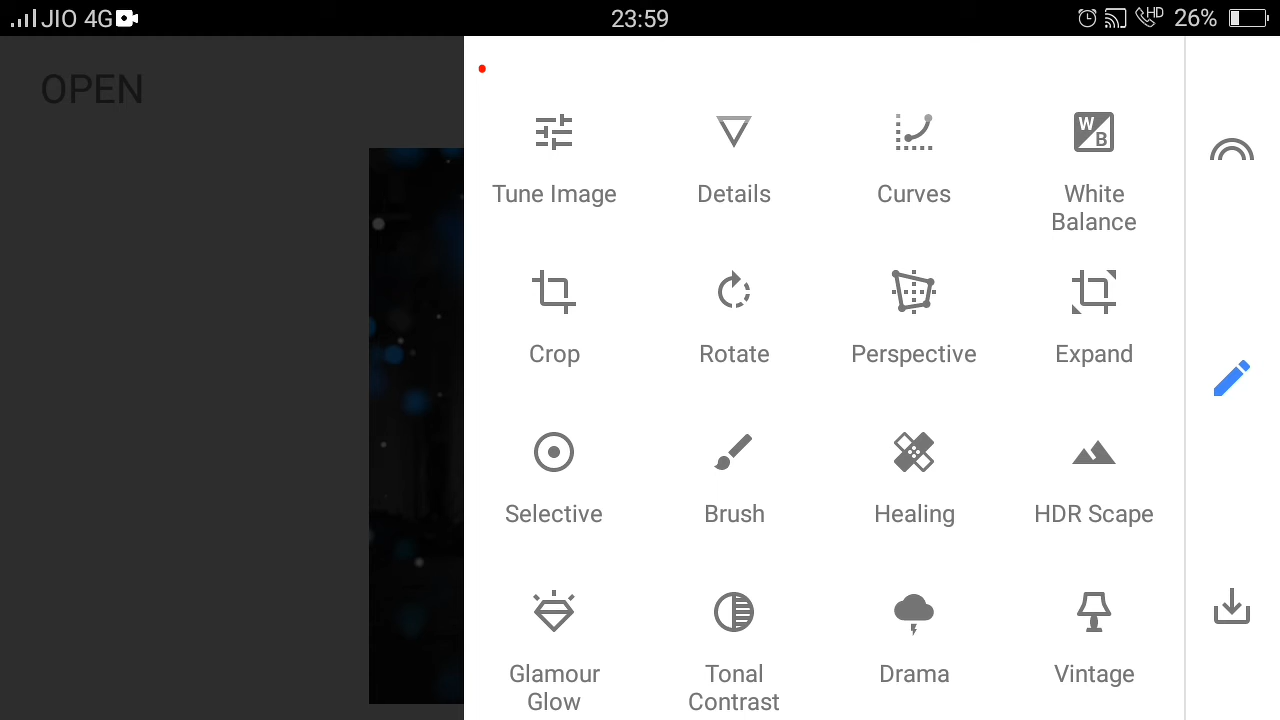 JIO 4G 23:59 HD 26%
OPEN
Tune Image Details Curves White Balance
W B
Crop Rotate Perspective Expand
Selective Brush Healing HDR Scape
Glamour Glow Tonal Contrast Drama Vintage